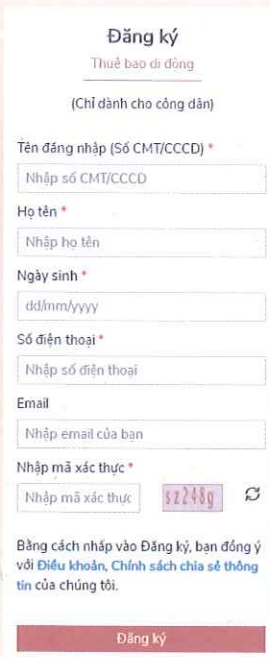 Đăng ký
Thuê bao di động
(Chỉ dành cho công dân)
Tên đăng nhập (Số CMT/CCCD) *
Nhập số CMT/CCCD
Họ tên *
Nhập họ tên
Ngày sinh *
dd/mm/yyyy
Số điện thoại *
Nhập số điện thoại
Email
Nhập email của bạn
Nhập mã xác thực *
Nhập mã xác thực sz248g
Bằng cách nhấp vào Đăng ký, bạn đồng ý
với Điều khoản, Chính sách chia sẻ thông
tin của chúng tôi.
Đăng ký